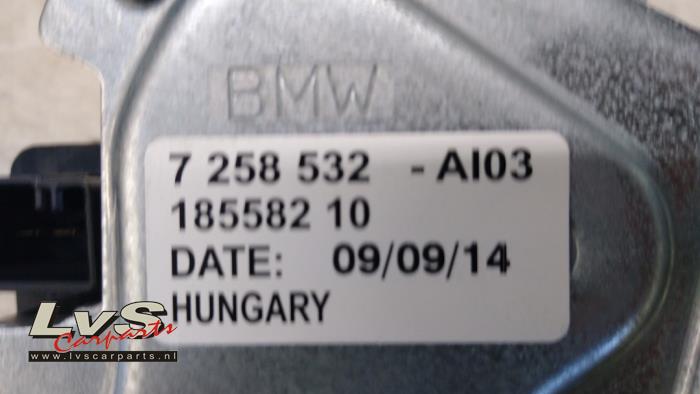 BMW
7 258 532 - AI03
185582 10
DATE: 09/09/14
HUNGARY
LvS
Carparts
www.lvscarparts.nl